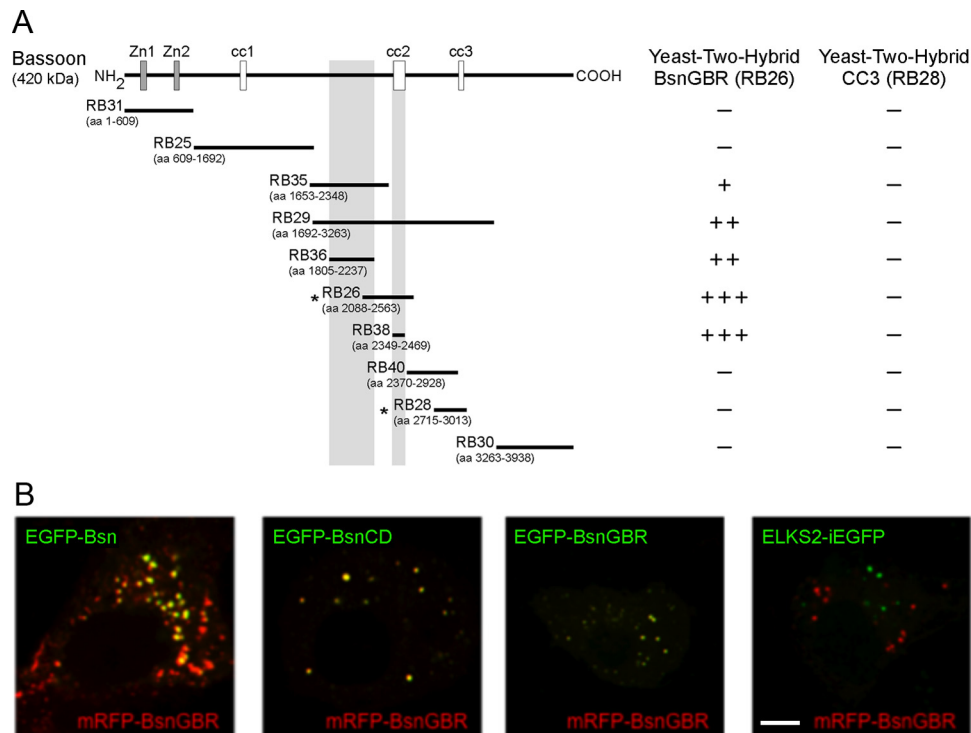 A
Zn1 Zn2 cc1 cc2 cc3
Bassoon
(420 kDa)
NH2
COOH
Yeast-Two-Hybrid
BsnGBR (RB26)
Yeast-Two-Hybrid
CC3 (RB28)
RB31 — —
(aa 1-609)
RB25 — —
(aa 609-1692)
RB35 + —
(aa 1653-2348)
RB29 ++ —
(aa 1692-3263)
RB36 ++ —
(aa 1805-2237)
* RB26 +++ —
(aa 2088-2563)
RB38 +++ —
(aa 2349-2469)
RB40 — —
(aa 2370-2928)
* RB28 — —
(aa 2715-3013)
RB30 — —
(aa 3263-3938)
B
EGFP-Bsn
mRFP-BsnGBR
EGFP-BsnCD
mRFP-BsnGBR
EGFP-BsnGBR
mRFP-BsnGBR
ELKS2-iEGFP
mRFP-BsnGBR